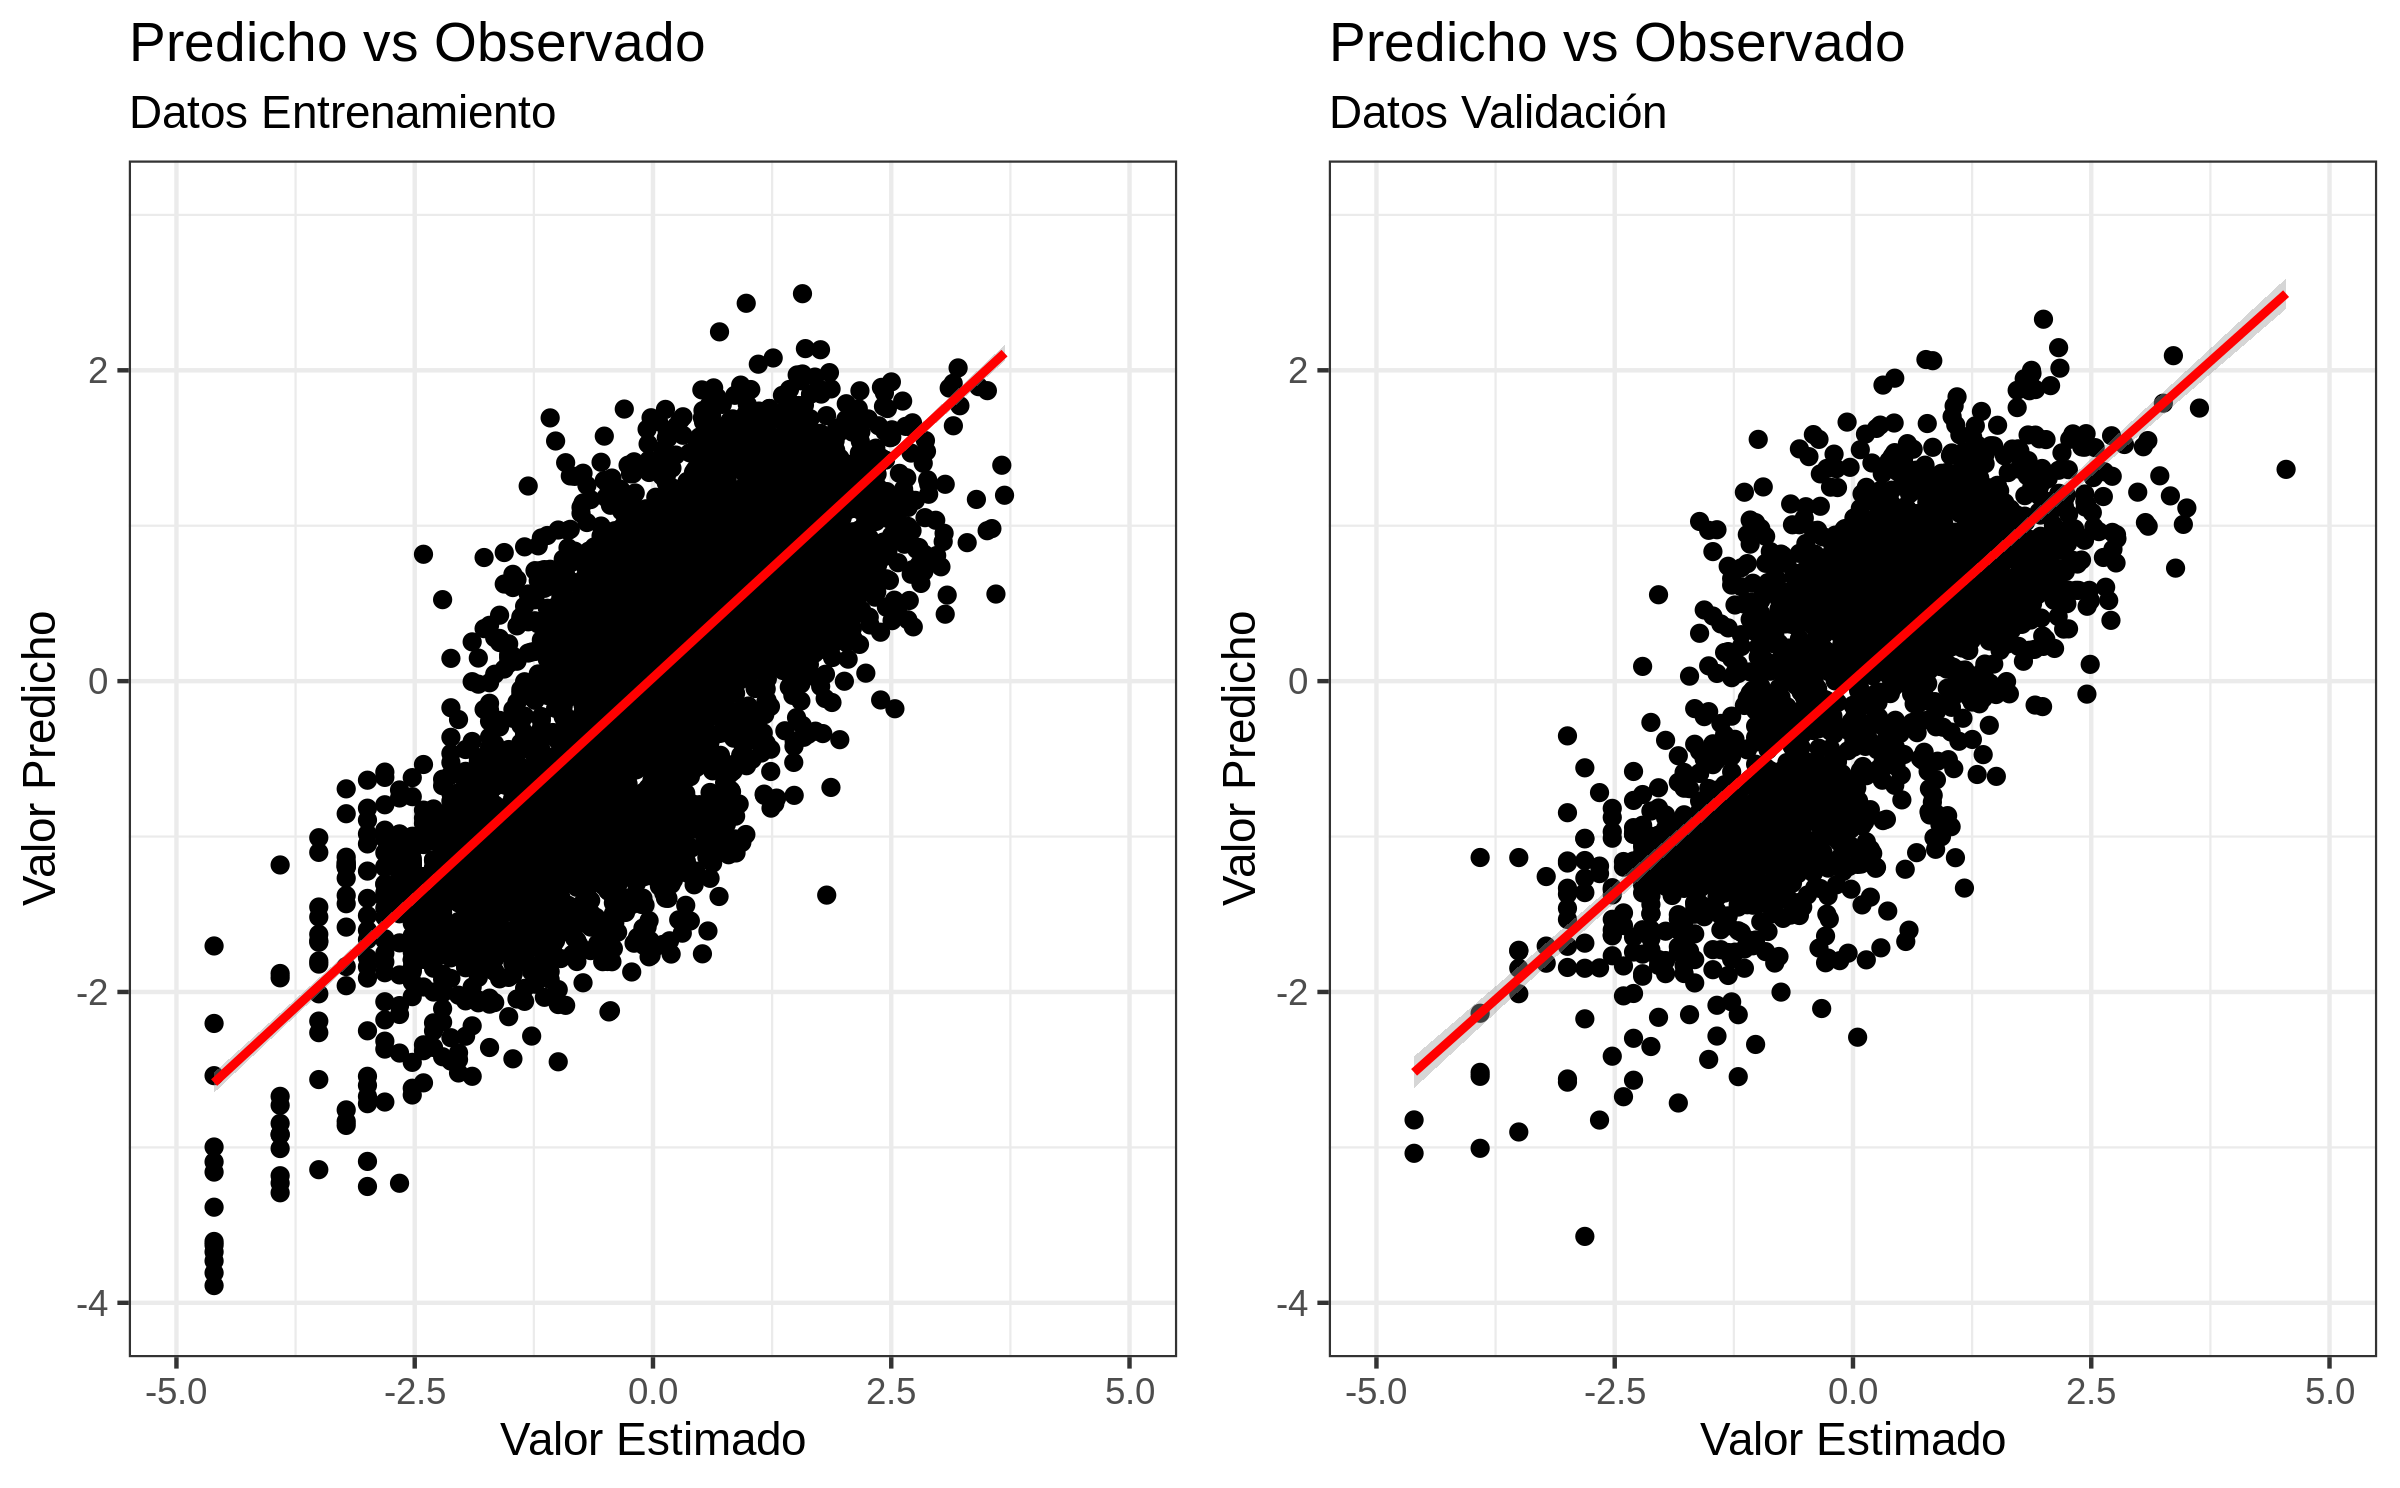 Predicho vs Observado
Datos Entrenamiento
Valor Predicho
2
0
-2
-4
-5.0 -2.5 0.0 2.5 5.0
Valor Estimado
Predicho vs Observado
Datos Validación
Valor Predicho
2
0
-2
-4
-5.0 -2.5 0.0 2.5 5.0
Valor Estimado